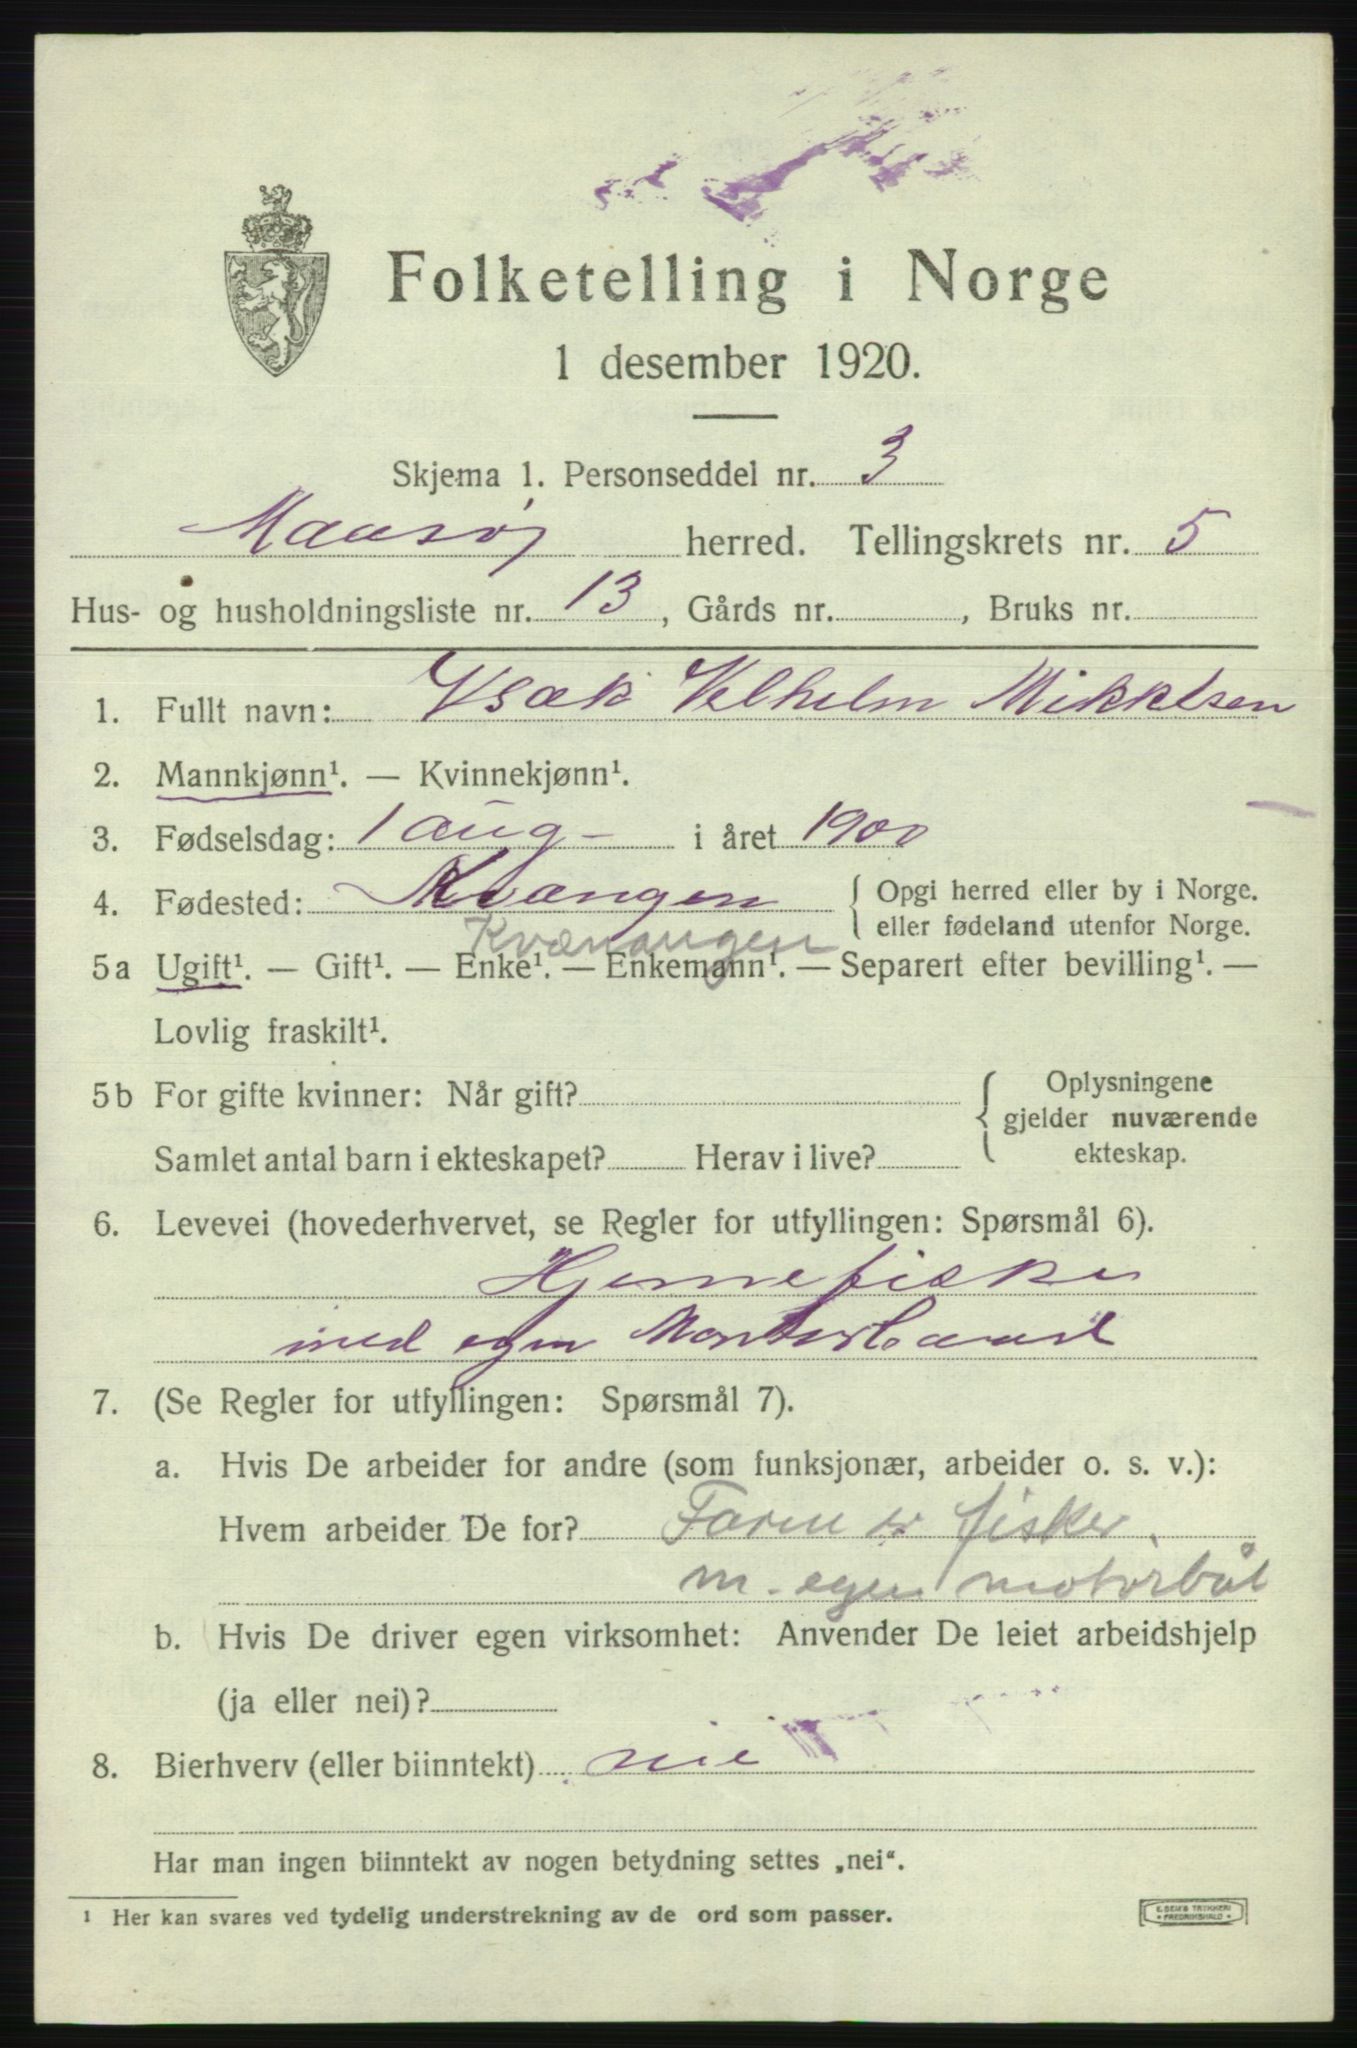 Folketelling i Norge
1 desember 1920.
Skjema 1. Personseddel nr. 3
Maasøy herred. Tellingskrets nr. 5
Hus- og husholdningsliste nr. 13, Gårds nr. , Bruks nr.
1. Fullt navn: Ysak Velhelm Mikkelsen
2. Mannkjønn¹. — Kvinnekjønn¹.
3. Fødselsdag: 1 aug - i året 1900
4. Fødested: Kvængen { Opgi herred eller by i Norge.
eller fødeland utenfor Norge.
Kvænangen
5a Ugift¹. — Gift¹. — Enke¹. — Enkemann¹. — Separert efter bevilling¹. —
Lovlig fraskilt¹.
5b For gifte kvinner: Når gift? { Oplysningene
gjelder nuværende
ekteskap.
Samlet antal barn i ekteskapet? Herav i live?
6. Levevei (hovederhvervet, se Regler for utfyllingen: Spørsmål 6).
Hjemmefisker
med egen Motorbaad
7. (Se Regler for utfyllingen: Spørsmål 7).
a. Hvis De arbeider for andre (som funksjonær, arbeider o. s. v.):
Hvem arbeider De for? Faren er fisker
m. egen motorbåt
b. Hvis De driver egen virksomhet: Anvender De leiet arbeidshjelp
(ja eller nei)?
8. Bierhverv (eller biinntekt) nei
Har man ingen biinntekt av nogen betydning settes „nei“.
¹ Her kan svares ved tydelig understrekning av de ord som passer.
E. SEM'S TRYKKERI
FREDRIKSHALD